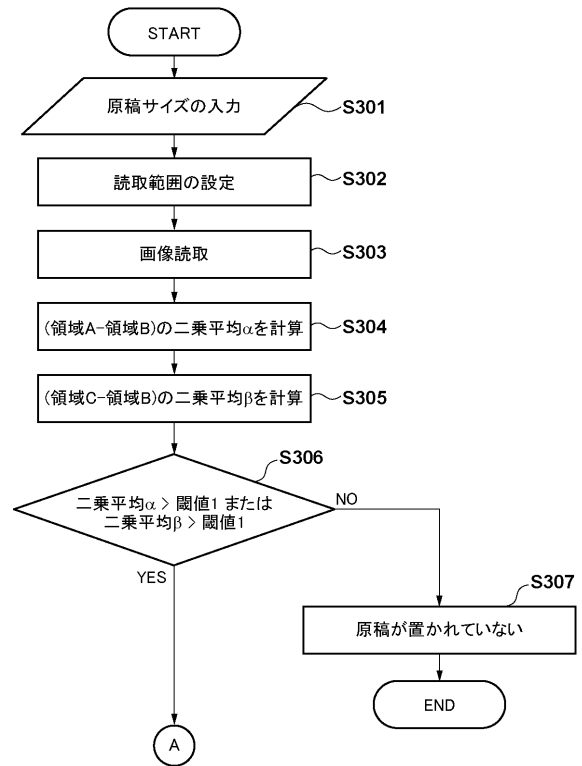 START
原稿サイズの入力
S301
読取範囲の設定
S302
画像読取
S303
(領域A-領域B)の二乗平均αを計算
S304
(領域C-領域B)の二乗平均βを計算
S305
S306
二乗平均α > 閾値1 または
二乗平均β > 閾値1
NO
YES
S307
原稿が置かれていない
END
A